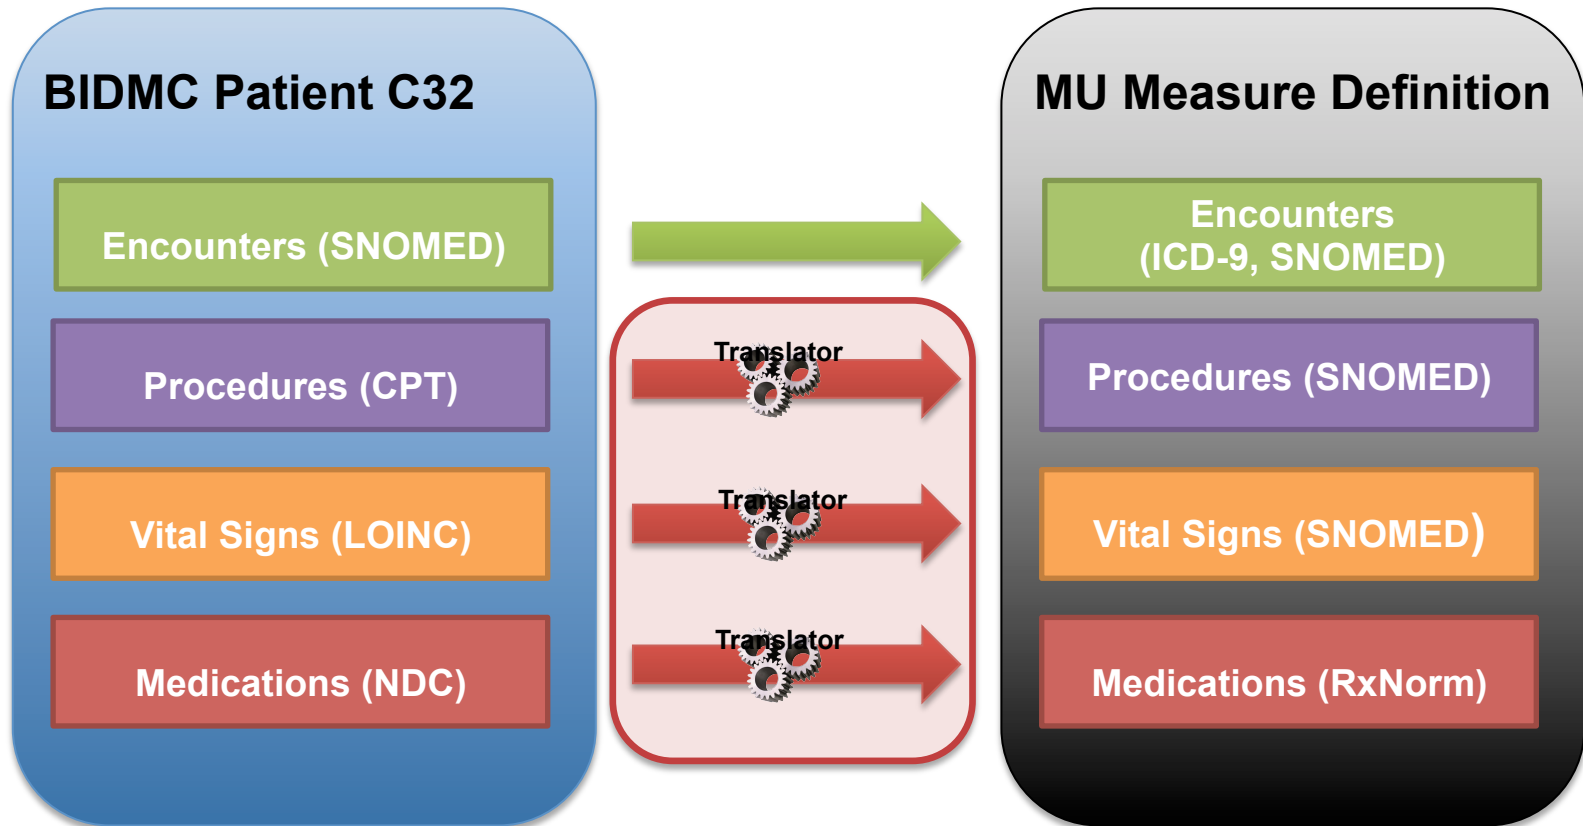 BIDMC Patient C32
Encounters (SNOMED)
Procedures (CPT)
Vital Signs (LOINC)
Medications (NDC)
Translator
Translator
Translator
MU Measure Definition
Encounters
(ICD-9, SNOMED)
Procedures (SNOMED)
Vital Signs (SNOMED)
Medications (RxNorm)